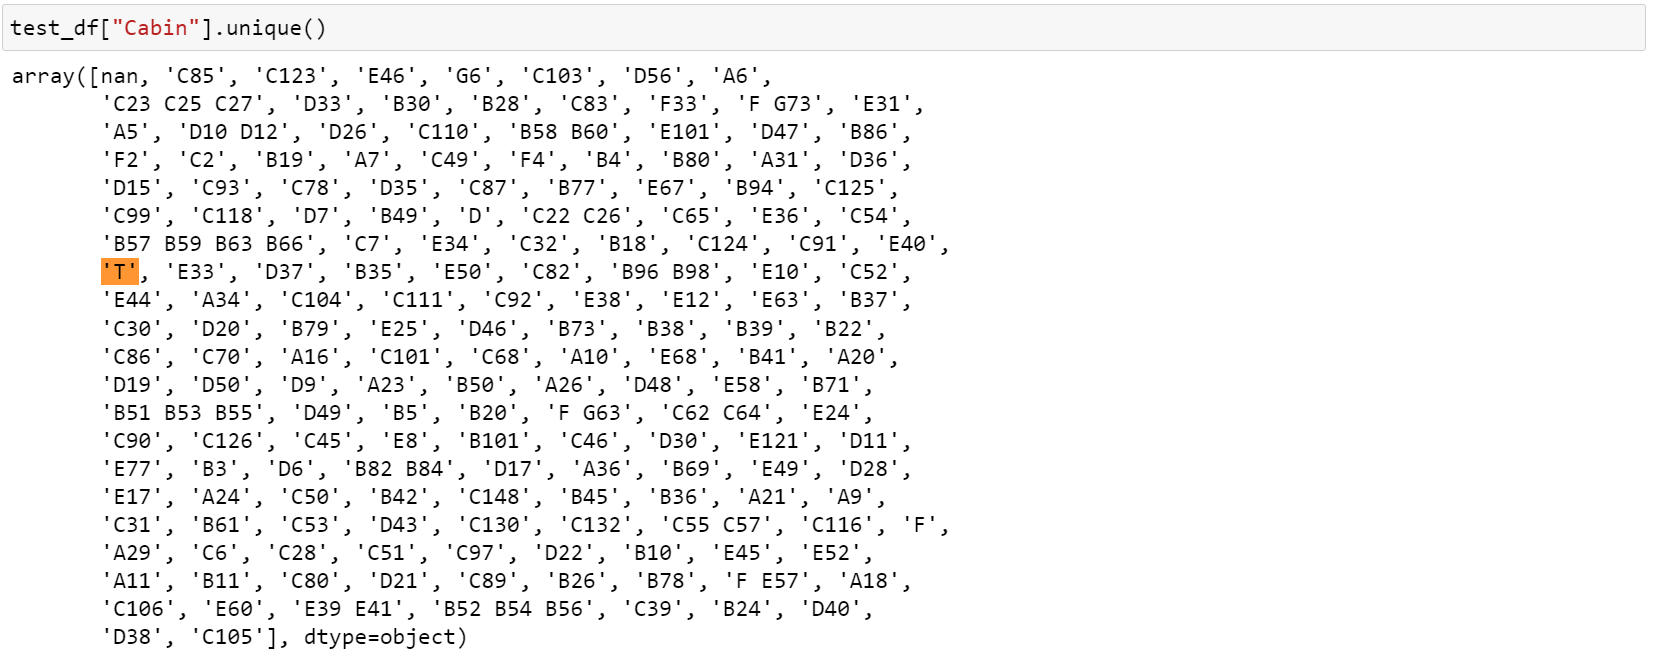 test_df["Cabin"].unique()
array([nan, 'C85', 'C123', 'E46', 'G6', 'C103', 'D56', 'A6',
'C23 C25 C27', 'D33', 'B30', 'B28', 'C83', 'F33', 'F G73', 'E31',
'A5', 'D10 D12', 'D26', 'C110', 'B58 B60', 'E101', 'D47', 'B86',
'F2', 'C2', 'B19', 'A7', 'C49', 'F4', 'B4', 'B80', 'A31', 'D36',
'D15', 'C93', 'C78', 'D35', 'C87', 'B77', 'E67', 'B94', 'C125',
'C99', 'C118', 'D7', 'B49', 'D', 'C22 C26', 'C65', 'E36', 'C54',
'B57 B59 B63 B66', 'C7', 'E34', 'C32', 'B18', 'C124', 'C91', 'E40',
'T', 'E33', 'D37', 'B35', 'E50', 'C82', 'B96 B98', 'E10', 'C52',
'E44', 'A34', 'C104', 'C111', 'C92', 'E38', 'E12', 'E63', 'B37',
'C30', 'D20', 'B79', 'E25', 'D46', 'B73', 'B38', 'B39', 'B22',
'C86', 'C70', 'A16', 'C101', 'C68', 'A10', 'E68', 'B41', 'A20',
'D19', 'D50', 'D9', 'A23', 'B50', 'A26', 'D48', 'E58', 'B71',
'B51 B53 B55', 'D49', 'B5', 'B20', 'F G63', 'C62 C64', 'E24',
'C90', 'C126', 'C45', 'E8', 'B101', 'C46', 'D30', 'E121', 'D11',
'E77', 'B3', 'D6', 'B82 B84', 'D17', 'A36', 'B69', 'E49', 'D28',
'E17', 'A24', 'C50', 'B42', 'C148', 'B45', 'B36', 'A21', 'A9',
'C31', 'B61', 'C53', 'D43', 'C130', 'C132', 'C55 C57', 'C116', 'F',
'A29', 'C6', 'C28', 'C51', 'C97', 'D22', 'B10', 'E45', 'E52',
'A11', 'B11', 'C80', 'D21', 'C89', 'B26', 'B78', 'F E57', 'A18',
'C106', 'E60', 'E39 E41', 'B52 B54 B56', 'C39', 'B24', 'D40',
'D38', 'C105'], dtype=object)